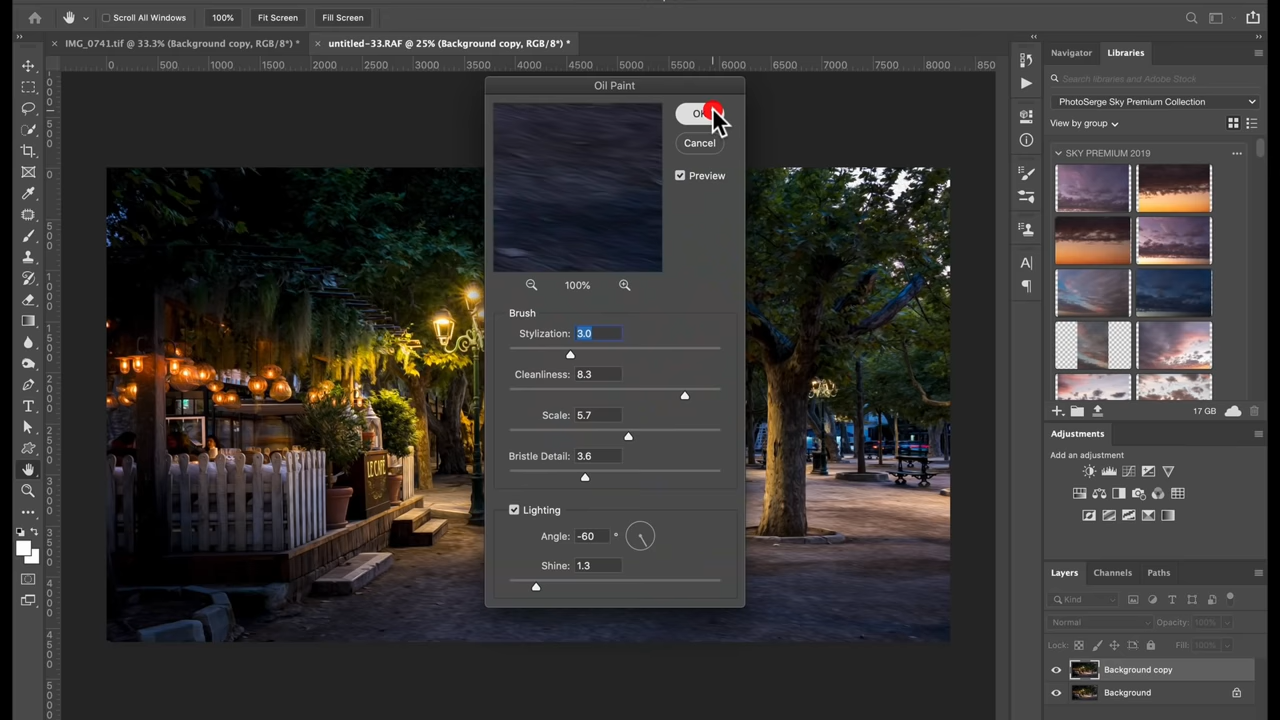 Scroll All Windows 100% Fit Screen Fill Screen
× IMG_0741.tif @ 33.3% (Background copy, RGB/8*) * × untitled-33.RAF @ 25% (Background copy, RGB/8*) *
0 500 1000 1500 2000 2500 3000 3500 4000 4500 5000 5500 6000 6500 7000 7500 8000 850
Oil Paint
OK
Cancel
Preview
100%
Brush
Stylization: 3.0
Cleanliness: 8.3
Scale: 5.7
Bristle Detail: 3.6
Lighting
Angle: -60 °
Shine: 1.3
LE CAFE
Navigator Libraries
Search libraries and Adobe Stock
PhotoSerge Sky Premium Collection
View by group
SKY PREMIUM 2019
17 GB
Adjustments
Add an adjustment
Layers Channels Paths
Kind
Normal Opacity: 100%
Lock: Fill: 100%
Background copy
Background